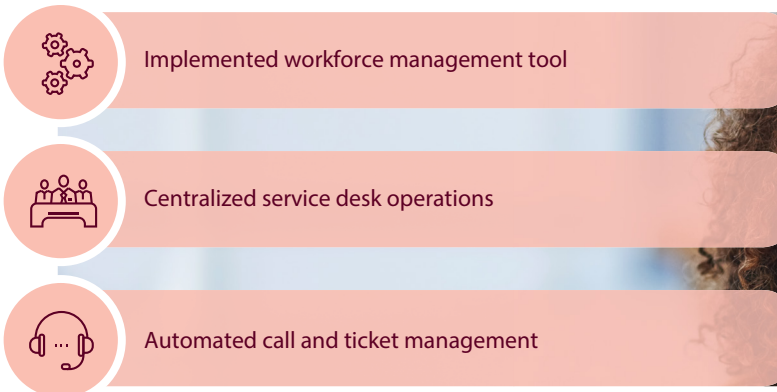 Implemented workforce management tool
Centralized service desk operations
Automated call and ticket management